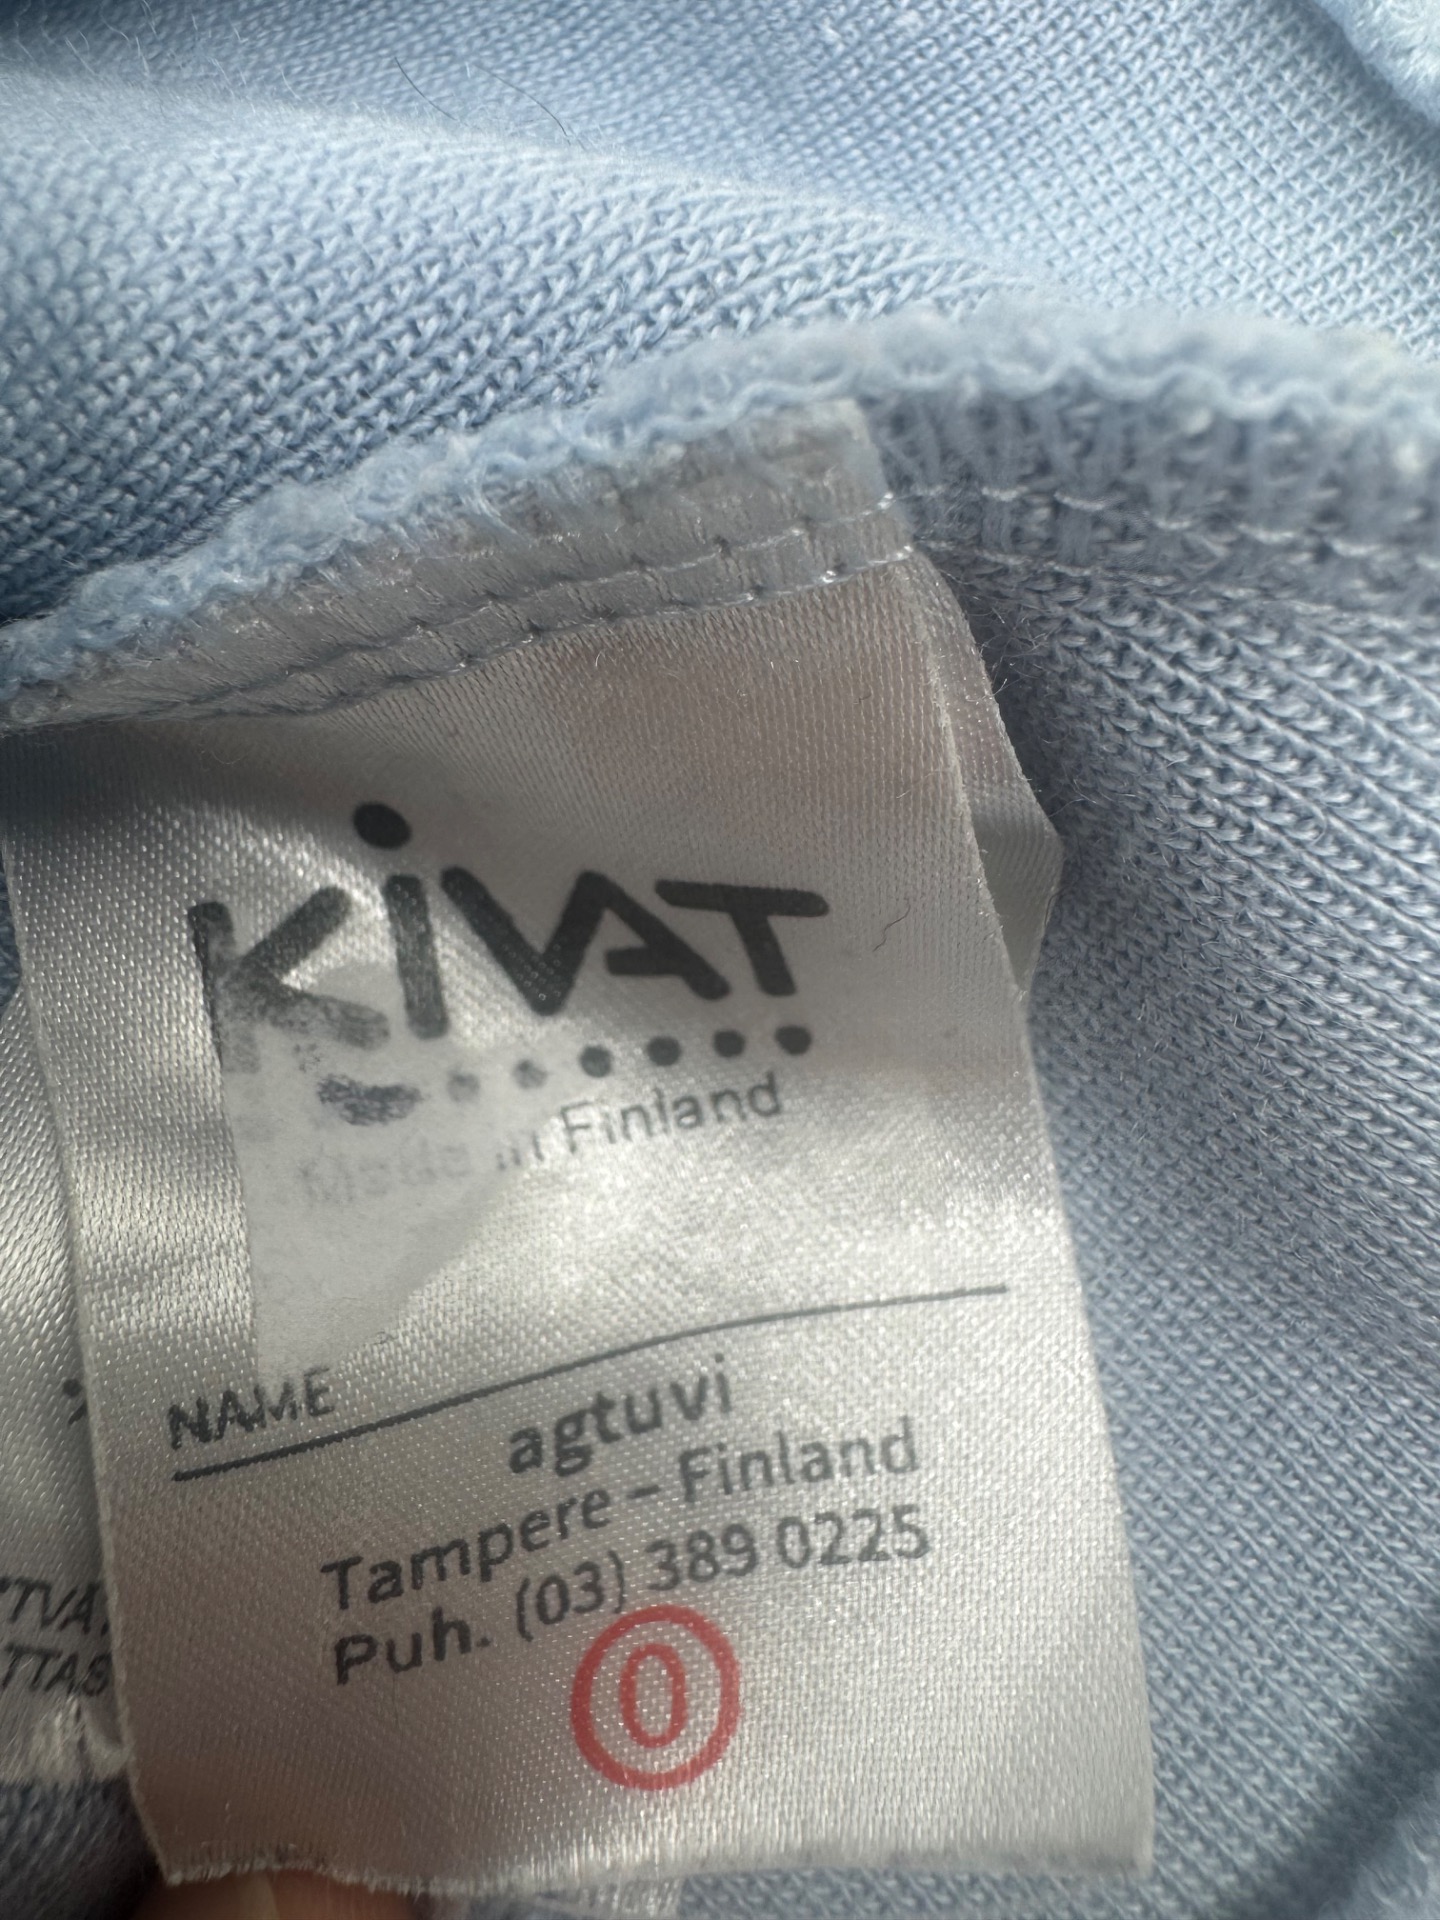 KiVAT
Made in Finland
NAME
agtuvi
Tampere – Finland
Puh. (03) 389 0225
0